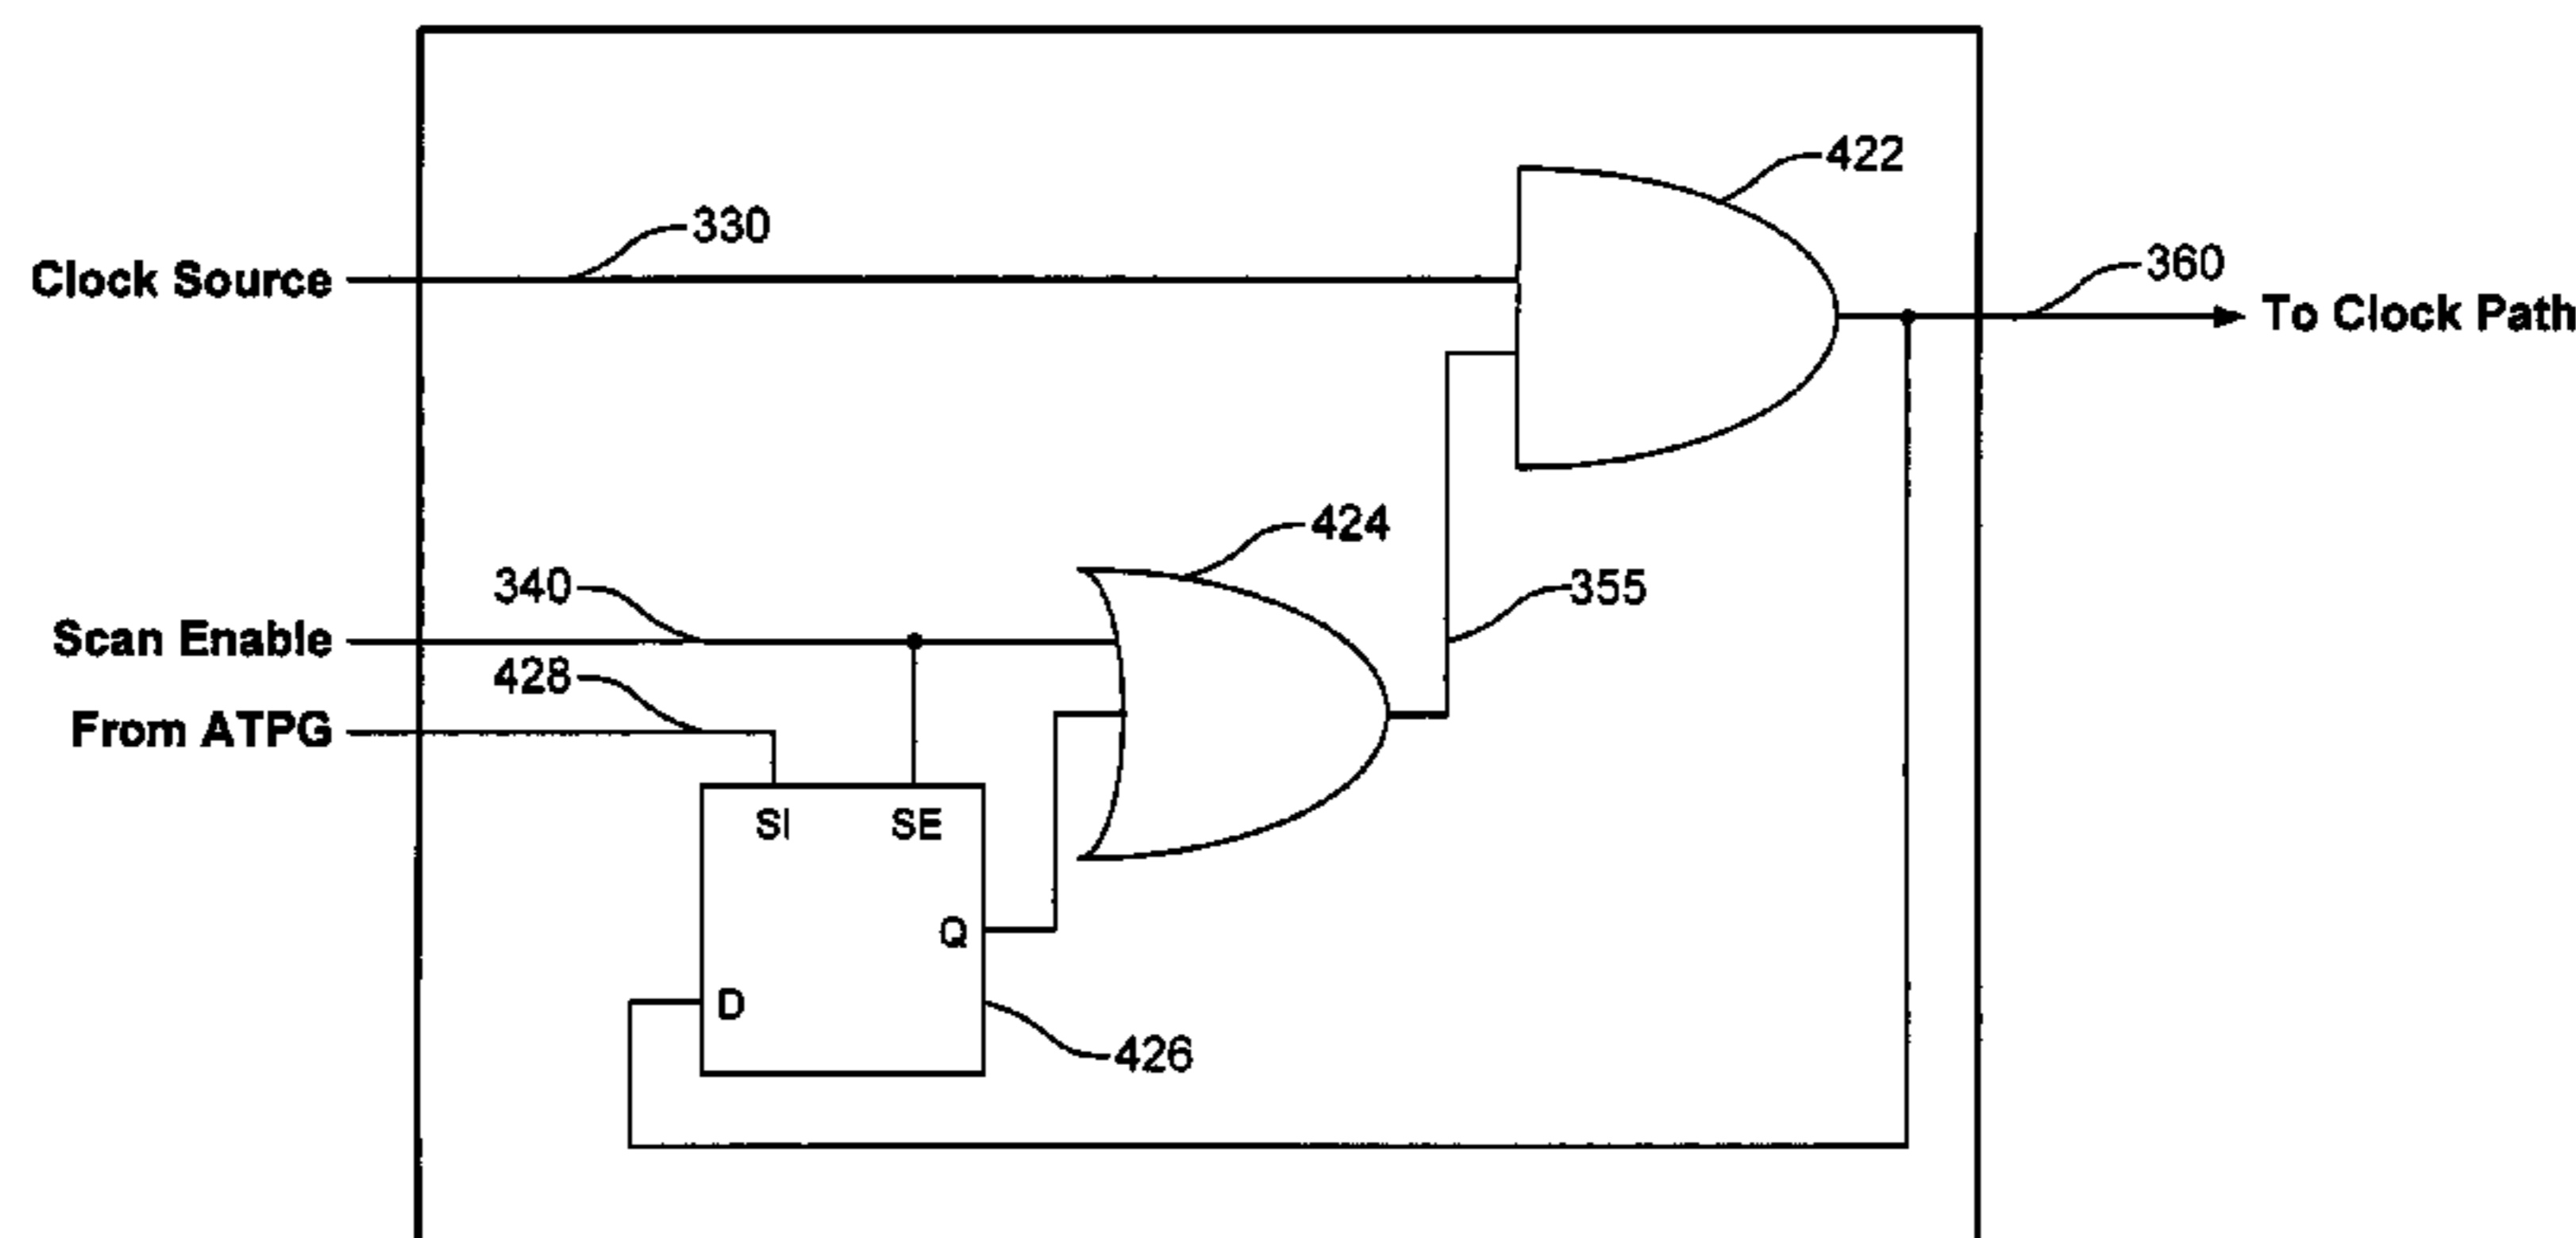 422
330
360
Clock Source
To Clock Path
424
340
355
Scan Enable
428
From ATPG
SI
SE
Q
D
426